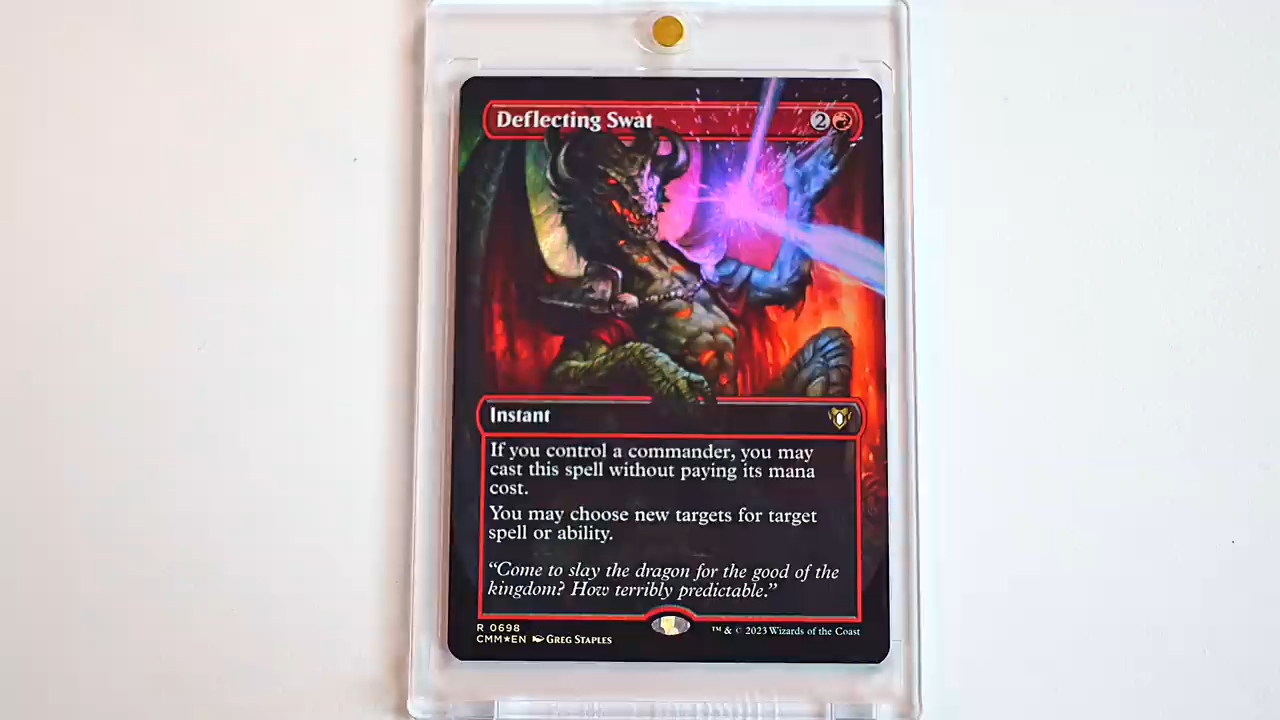 Deflecting Swat 2
Instant
If you control a commander, you may
cast this spell without paying its mana
cost.
You may choose new targets for target
spell or ability.
“Come to slay the dragon for the good of the
kingdom? How terribly predictable.”
R 0698
CMM★EN GREG STAPLES
™ & © 2023 Wizards of the Coast